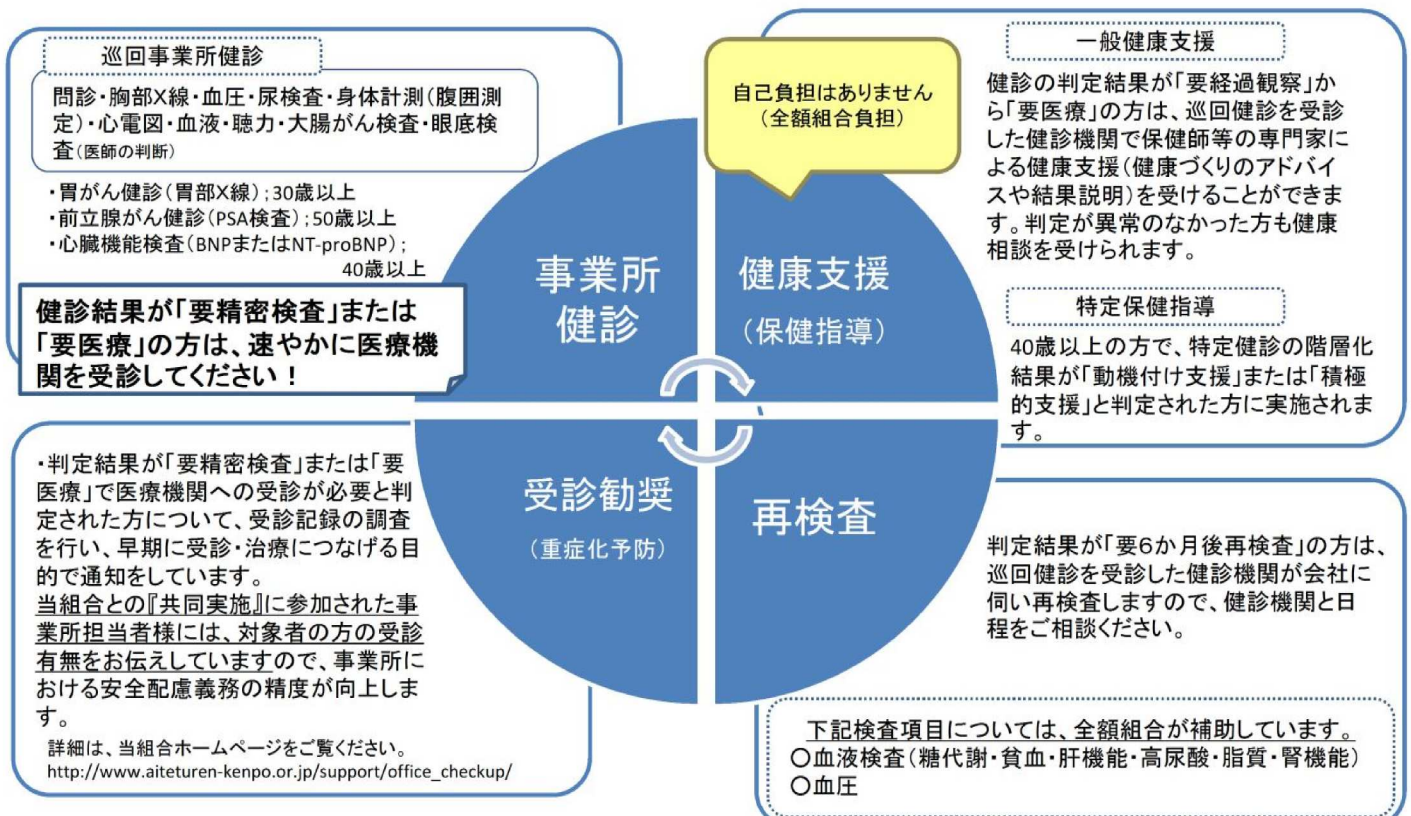 巡回事業所健診
問診・胸部X線・血圧・尿検査・身体計測(腹囲測
定)・心電図・血液・聴力・大腸がん検査・眼底検
査(医師の判断)
・胃がん健診(胃部X線);30歳以上
・前立腺がん健診(PSA検査);50歳以上
・心臓機能検査(BNPまたはNT-proBNP);
40歳以上
健診結果が「要精密検査」または
「要医療」の方は、速やかに医療機
関を受診してください!
自己負担はありません
(全額組合負担)
事業所
健診
健康支援
(保健指導)
一般健康支援
健診の判定結果が「要経過観察」か
ら「要医療」の方は、巡回健診を受診
した健診機関で保健師等の専門家に
よる健康支援(健康づくりのアドバイ
スや結果説明)を受けることができま
す。判定が異常のなかった方も健康
相談を受けられます。
特定保健指導
40歳以上の方で、特定健診の階層化
結果が「動機付け支援」または「積極
的支援」と判定された方に実施されま
す。
・判定結果が「要精密検査」または「要
医療」で医療機関への受診が必要と判
定された方について、受診記録の調査
を行い、早期に受診・治療につなげる目
的で通知をしています。
当組合との『共同実施』に参加された事
業所担当者様には、対象者の方の受診
有無をお伝えしていますので、事業所に
おける安全配慮義務の精度が向上しま
す。
詳細は、当組合ホームページをご覧ください。
http://www.aiteturen-kenpo.or.jp/support/office_checkup/
受診勧奨
(重症化予防)
再検査
判定結果が「要6か月後再検査」の方は、
巡回健診を受診した健診機関が会社に
伺い再検査しますので、健診機関と日
程をご相談ください。
下記検査項目については、全額組合が補助しています。
○血液検査(糖代謝・貧血・肝機能・高尿酸・脂質・腎機能)
○血圧